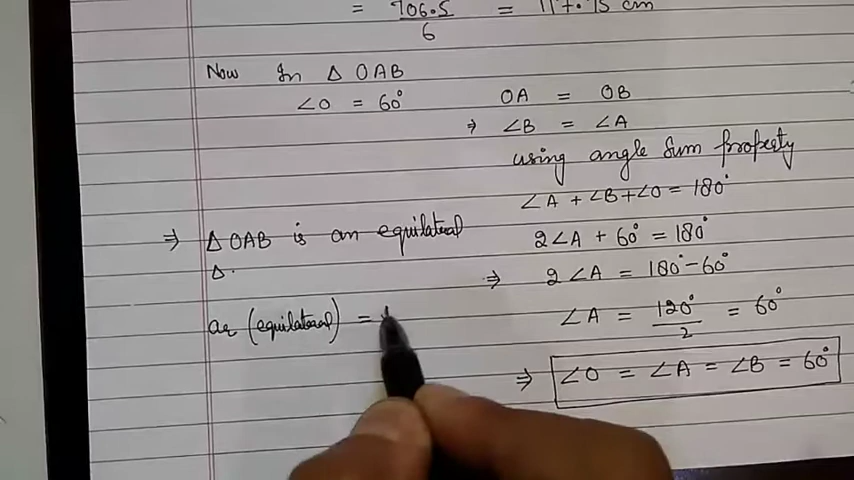 = 706.5 / 6 = 117.75 cm
Now In Δ OAB
∠O = 60°
OA = OB
⇒ ∠B = ∠A
using angle Sum property
∠A + ∠B + ∠O = 180°
2∠A + 60° = 180°
⇒ 2∠A = 180° - 60°
∠A = 120° / 2 = 60°
⇒ ∠O = ∠A = ∠B = 60°
⇒ Δ OAB is an equilateral
Δ.
ar (equilateral) =